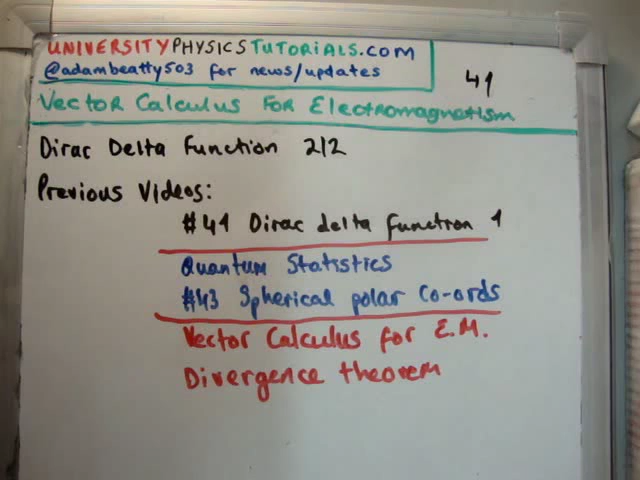 UNIVERSITYPHYSICSTUTORIALS.COM
@adambeatty503 for news/updates
41
Vector Calculus For Electromagnetism
Dirac Delta Function 2/2
Previous Videos:
#41 Dirac delta function 1
Quantum Statistics
#43 Spherical polar Co-ords
Vector Calculus for E.M.
Divergence theorem